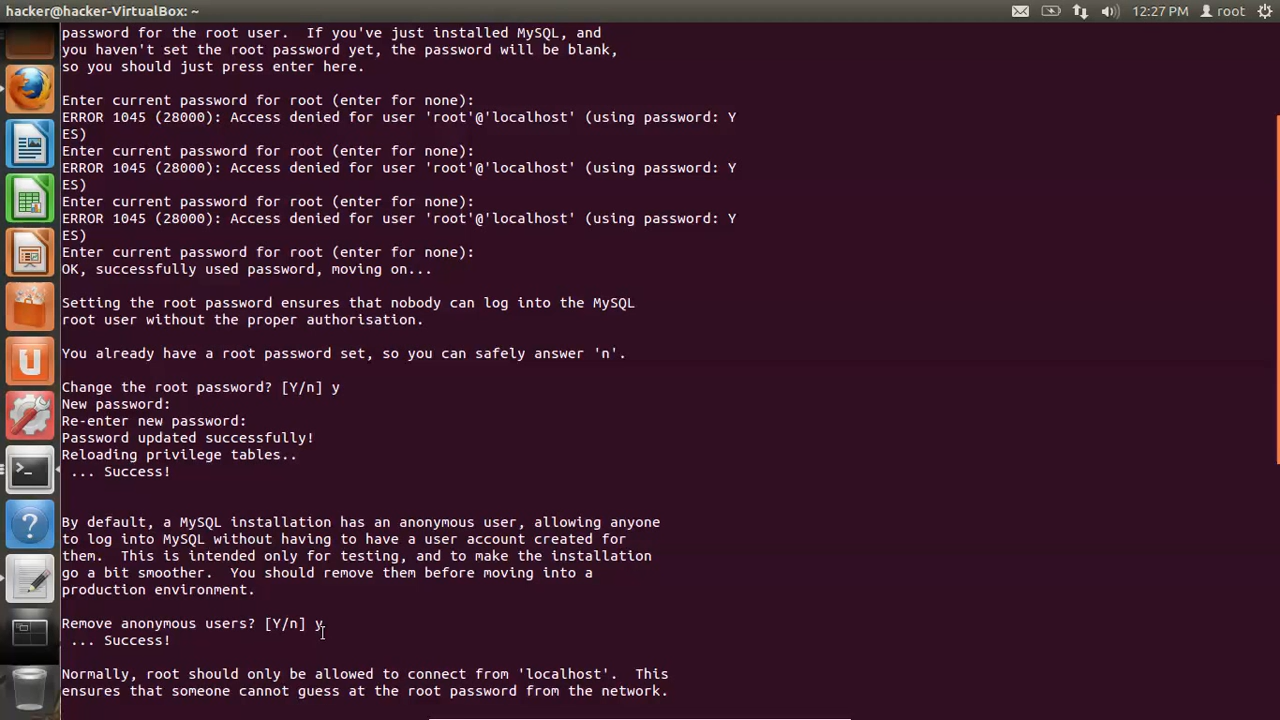 hacker@hacker-VirtualBox: ~
12:27 PM
root
password for the root user.  If you've just installed MySQL, and
you haven't set the root password yet, the password will be blank,
so you should just press enter here.
Enter current password for root (enter for none):
ERROR 1045 (28000): Access denied for user 'root'@'localhost' (using password: Y
ES)
Enter current password for root (enter for none):
ERROR 1045 (28000): Access denied for user 'root'@'localhost' (using password: Y
ES)
Enter current password for root (enter for none):
ERROR 1045 (28000): Access denied for user 'root'@'localhost' (using password: Y
ES)
Enter current password for root (enter for none):
OK, successfully used password, moving on...
Setting the root password ensures that nobody can log into the MySQL
root user without the proper authorisation.
You already have a root password set, so you can safely answer 'n'.
Change the root password? [Y/n] y
New password:
Re-enter new password:
Password updated successfully!
Reloading privilege tables..
 ... Success!
By default, a MySQL installation has an anonymous user, allowing anyone
to log into MySQL without having to have a user account created for
them.  This is intended only for testing, and to make the installation
go a bit smoother.  You should remove them before moving into a
production environment.
Remove anonymous users? [Y/n] y
 ... Success!
Normally, root should only be allowed to connect from 'localhost'.  This
ensures that someone cannot guess at the root password from the network.